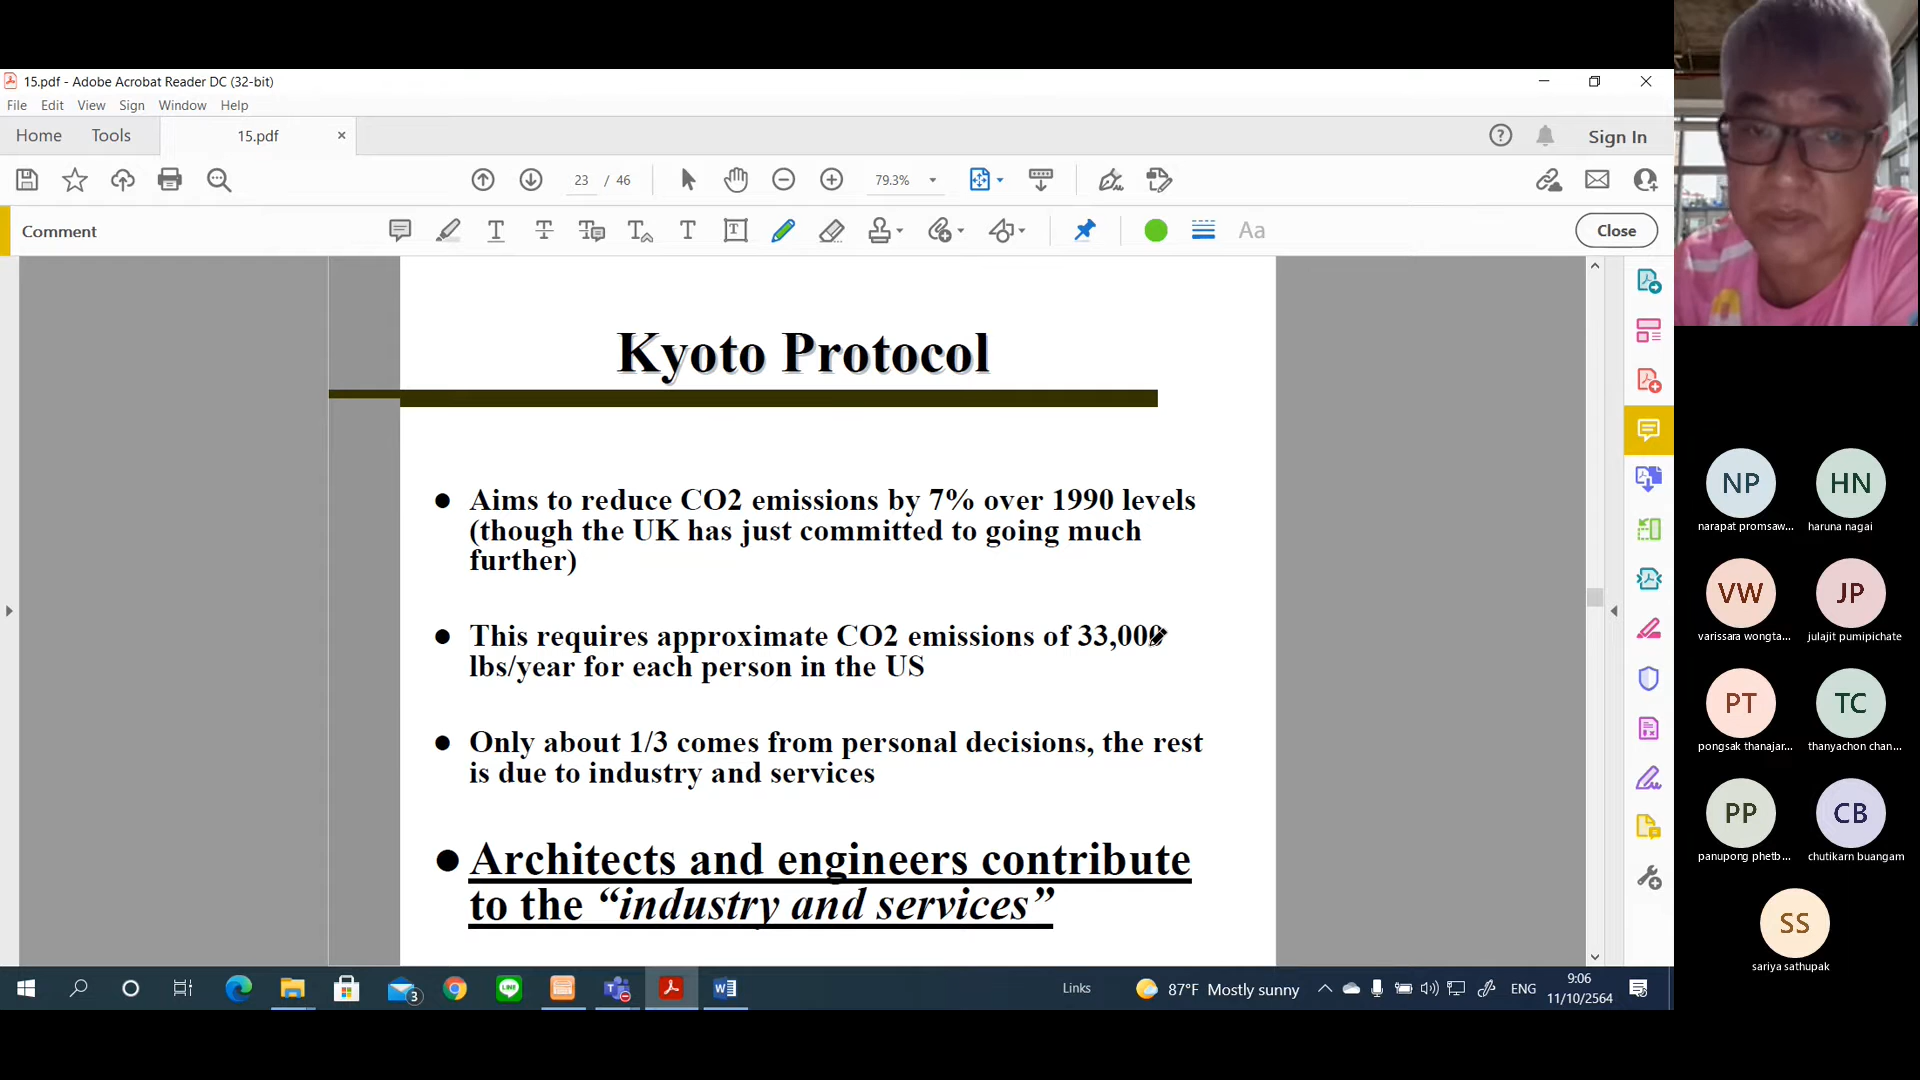 15.pdf - Adobe Acrobat Reader DC (32-bit)
File Edit View Sign Window Help
Home Tools 15.pdf Sign In
23 / 46 79.3%
Comment Aa Close
Kyoto Protocol
Aims to reduce CO2 emissions by 7% over 1990 levels
(though the UK has just committed to going much
further)
This requires approximate CO2 emissions of 33,000
lbs/year for each person in the US
Only about 1/3 comes from personal decisions, the rest
is due to industry and services
Architects and engineers contribute
to the “industry and services”
NP HN
narapat promsaw... haruna nagai
VW JP
varissara wongta... julajit pumipichate
PT TC
pongsak thanajar... thanyachon chan...
PP CB
panupong phetb... chutikarn buangam
SS
sariya sathupak
3 Links 87°F Mostly sunny ENG 9:06
11/10/2564